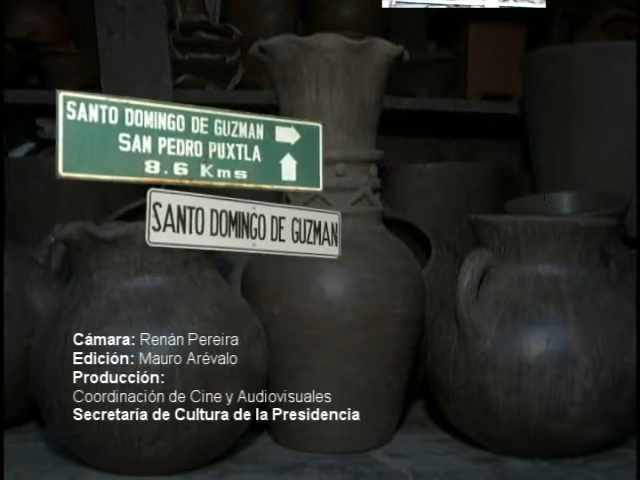 SANTO DOMINGO DE GUZMAN
SAN PEDRO PUXTLA
8.6 Kms
SANTO DOMINGO DE GUZMAN
Cámara: Renán Pereira
Edición: Mauro Arévalo
Producción:
Coordinación de Cine y Audiovisuales
Secretaría de Cultura de la Presidencia